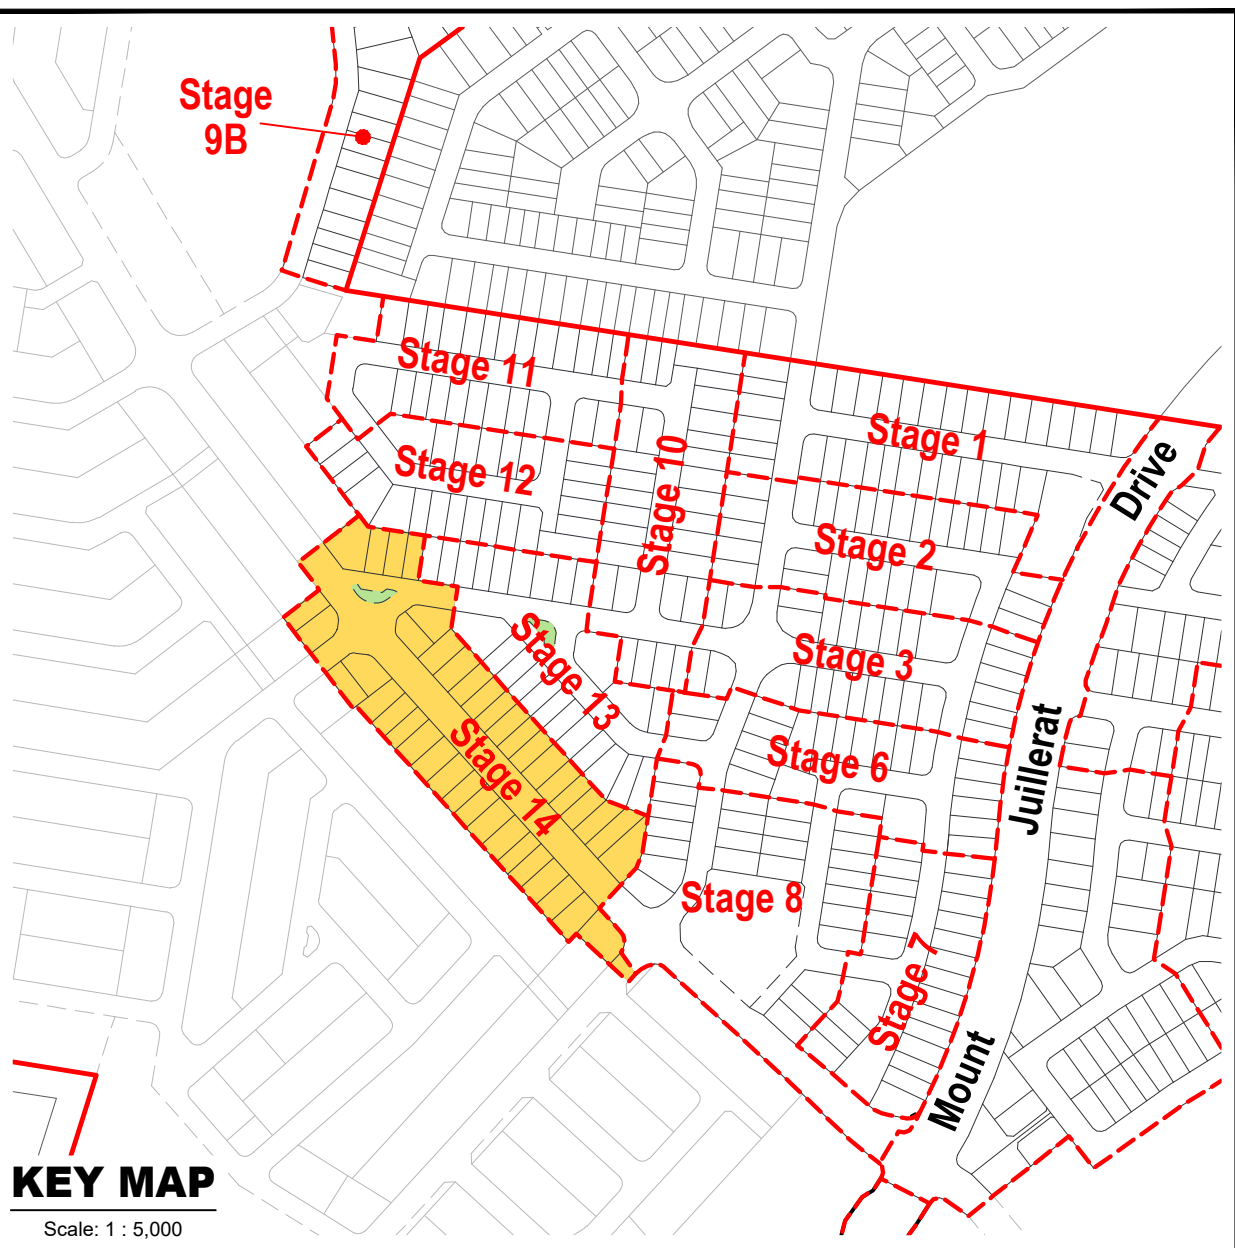 Stage
9B
Stage 11
Stage 12
Stage 10
Stage 1
Drive
Stage 2
Stage 13
Stage 3
Stage 6
Juillerat
Stage 14
Stage 8
Stage 7
Mount
KEY MAP
Scale: 1 : 5,000